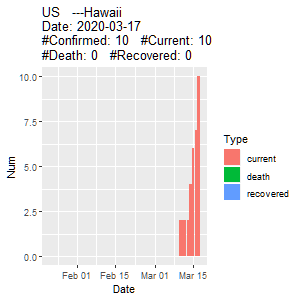 US   ---Hawaii
Date: 2020-03-17
#Confirmed: 10   #Current: 10
#Death: 0   #Recovered: 0
10.0
7.5
5.0
2.5
0.0
Num
Feb 01 Feb 15 Mar 01 Mar 15
Date
Type
current
death
recovered